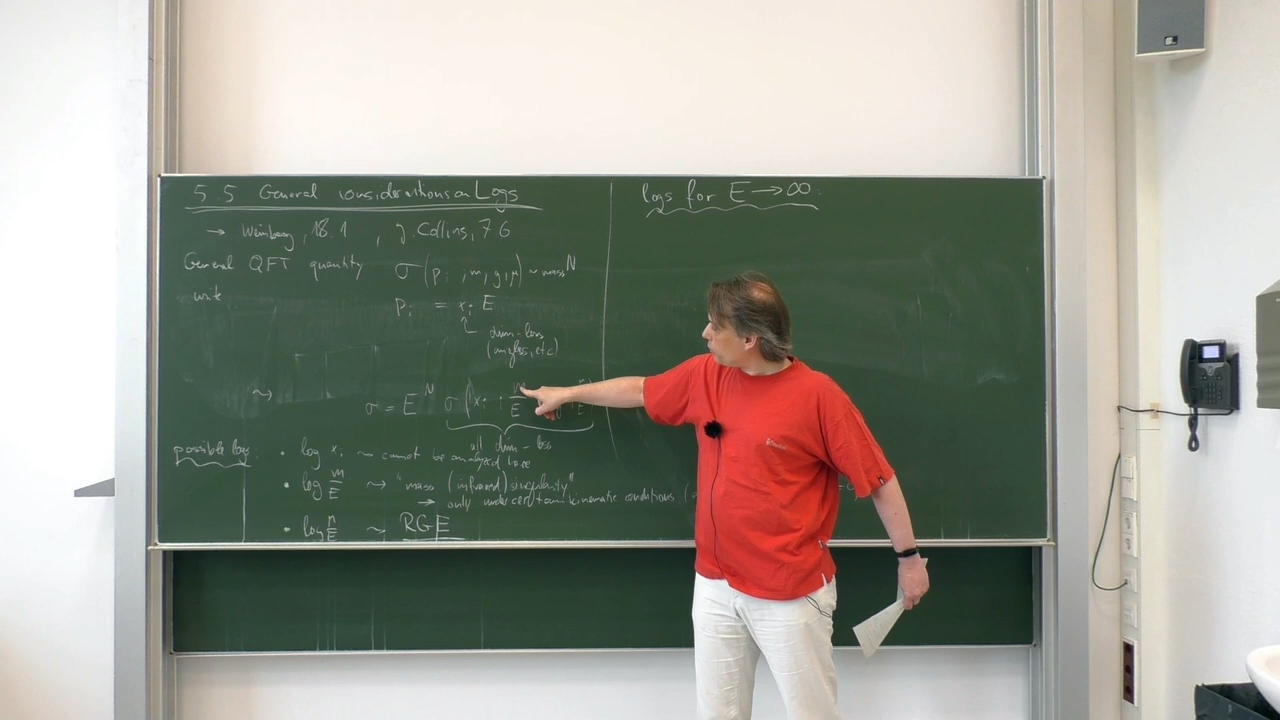 5 5 General considerations on Logs
→ Weinberg, 18.1, J. Collins, 7 6
General QFT quantity σ(p_i, m, g, μ) ~ mass^N
write p_i = x_i E
dim-less
(angles, etc)
↝ σ = E^N σ(x_i, m/E
all dim-less
possible logs: • log x_i ↝ cannot be analyzed here
• log m/E ↝ "mass (infrared) singularity"
→ only under certain kinematic conditions (
• log μ/E ↝ RGE
logs for E → ∞: